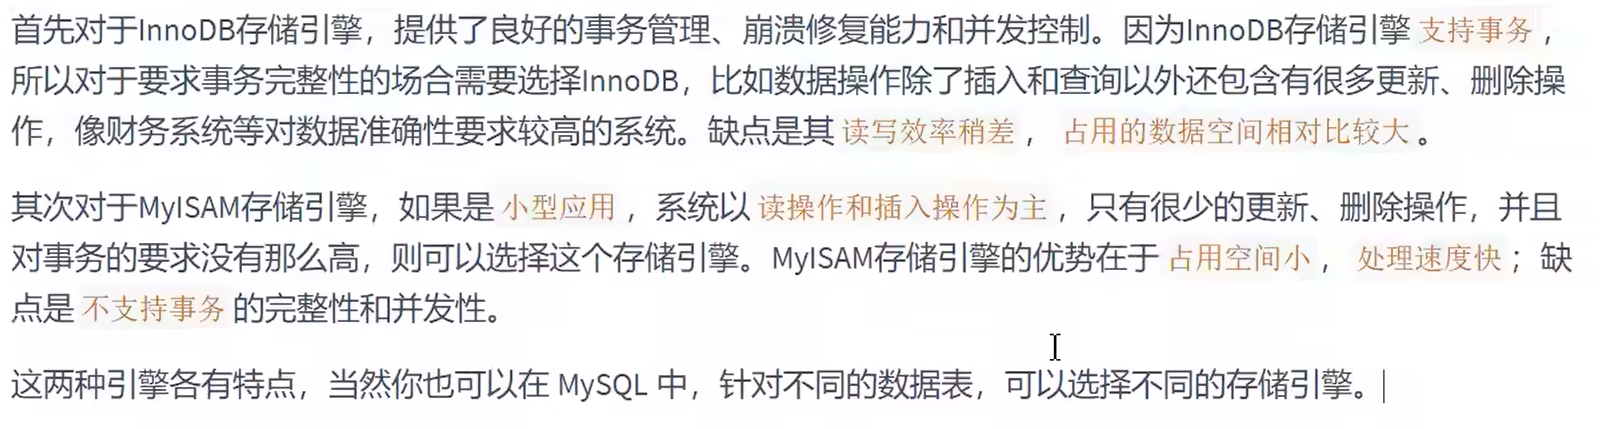 首先对于InnoDB存储引擎，提供了良好的事务管理、崩溃修复能力和并发控制。因为InnoDB存储引擎 支持事务 ，
所以对于要求事务完整性的场合需要选择InnoDB，比如数据操作除了插入和查询以外还包含有很多更新、删除操
作，像财务系统等对数据准确性要求较高的系统。缺点是其 读写效率稍差 ， 占用的数据空间相对比较大 。
其次对于MyISAM存储引擎，如果是 小型应用 ，系统以 读操作和插入操作为主 ，只有很少的更新、删除操作，并且
对事务的要求没有那么高，则可以选择这个存储引擎。MyISAM存储引擎的优势在于 占用空间小 ， 处理速度快 ；缺
点是 不支持事务 的完整性和并发性。
这两种引擎各有特点，当然你也可以在 MySQL 中，针对不同的数据表，可以选择不同的存储引擎。